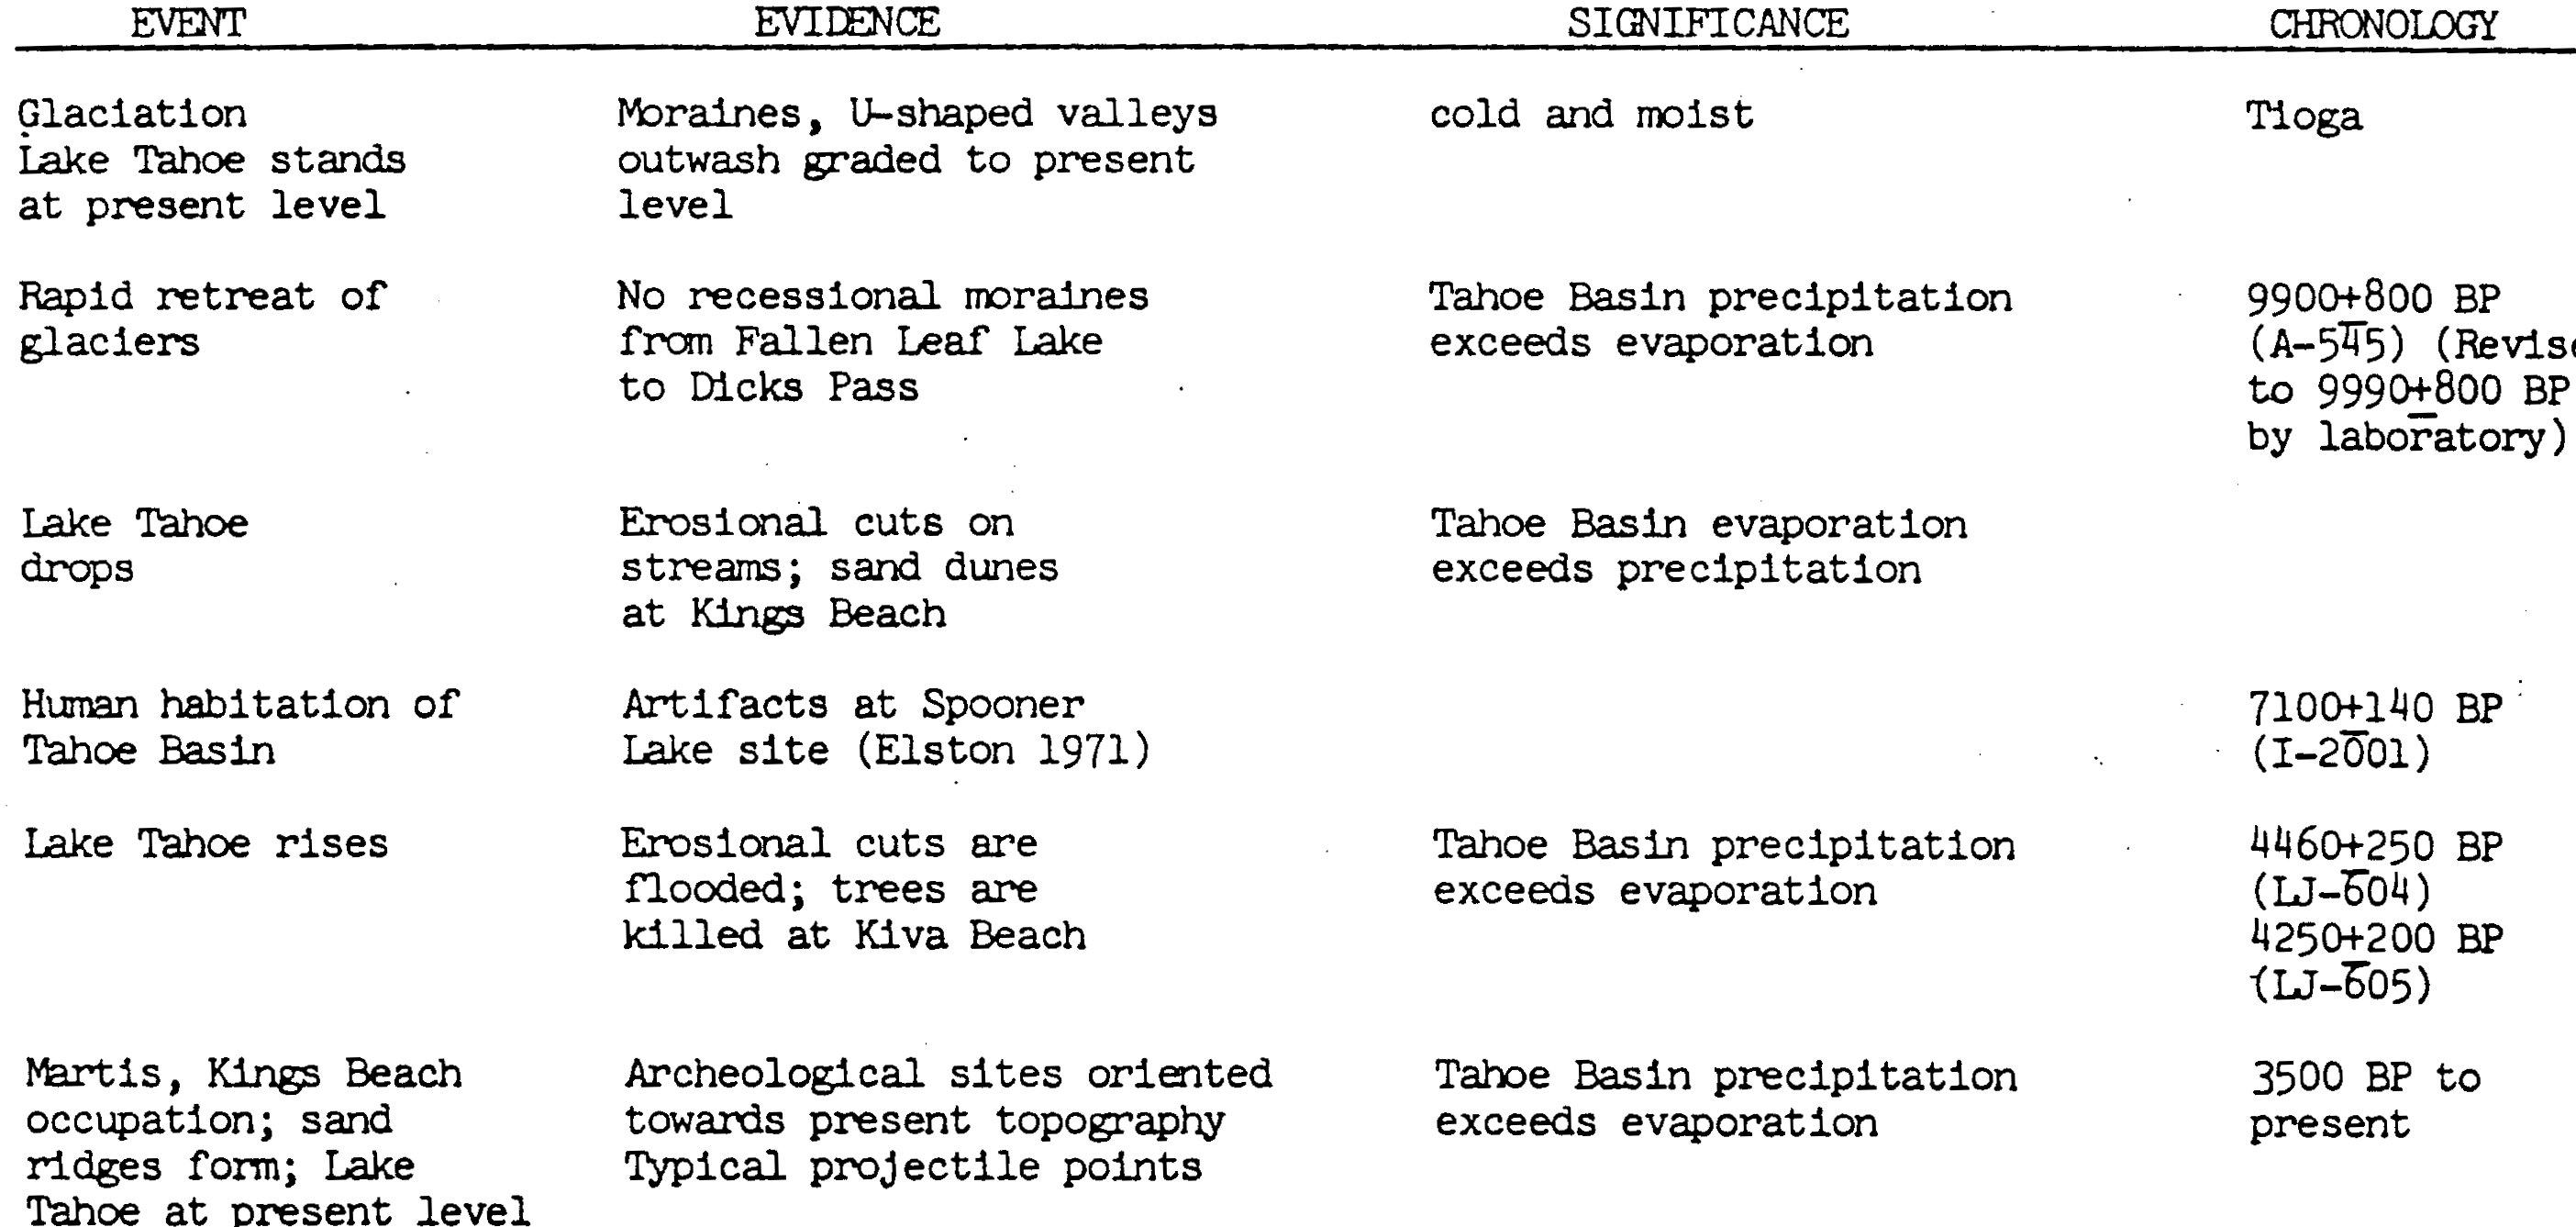 EVENT EVIDENCE SIGNIFICANCE CHRONOLOGY
Glaciation Moraines, U-shaped valleys cold and moist Tioga
Lake Tahoe stands outwash graded to present
at present level level
Rapid retreat of No recessional moraines Tahoe Basin precipitation 9900±800 BP
glaciers from Fallen Leaf Lake exceeds evaporation (A-545) (Revise
to Dicks Pass to 9990±800 BP
by laboratory)
Lake Tahoe Erosional cuts on Tahoe Basin evaporation
drops streams; sand dunes exceeds precipitation
at Kings Beach
Human habitation of Artifacts at Spooner 7100±140 BP
Tahoe Basin Lake site (Elston 1971) (I-2001)
Lake Tahoe rises Erosional cuts are Tahoe Basin precipitation 4460±250 BP
flooded; trees are exceeds evaporation (LJ-604)
killed at Kiva Beach 4250±200 BP
(LJ-605)
Martis, Kings Beach Archeological sites oriented Tahoe Basin precipitation 3500 BP to
occupation; sand towards present topography exceeds evaporation present
ridges form; Lake Typical projectile points
Tahoe at present level